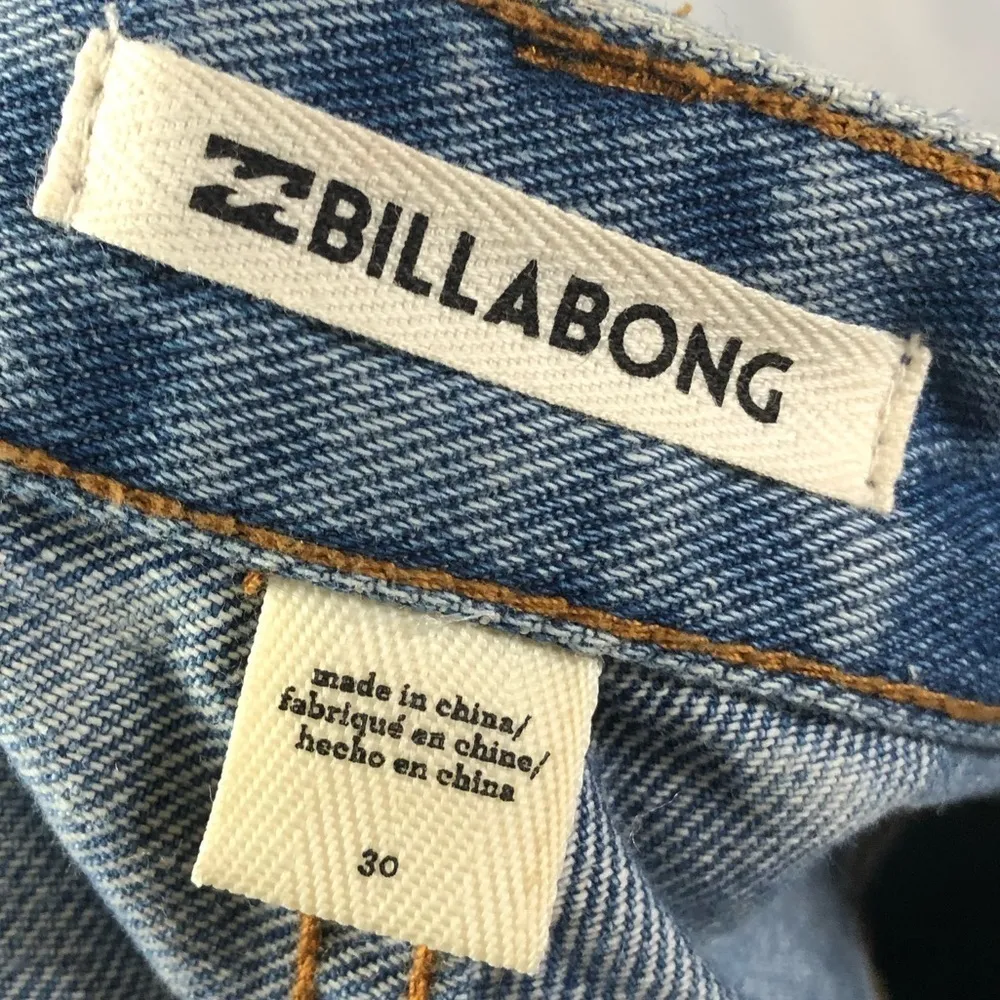 BILLABONG
made in china/
fabriqué en chine/
hecho en china
30